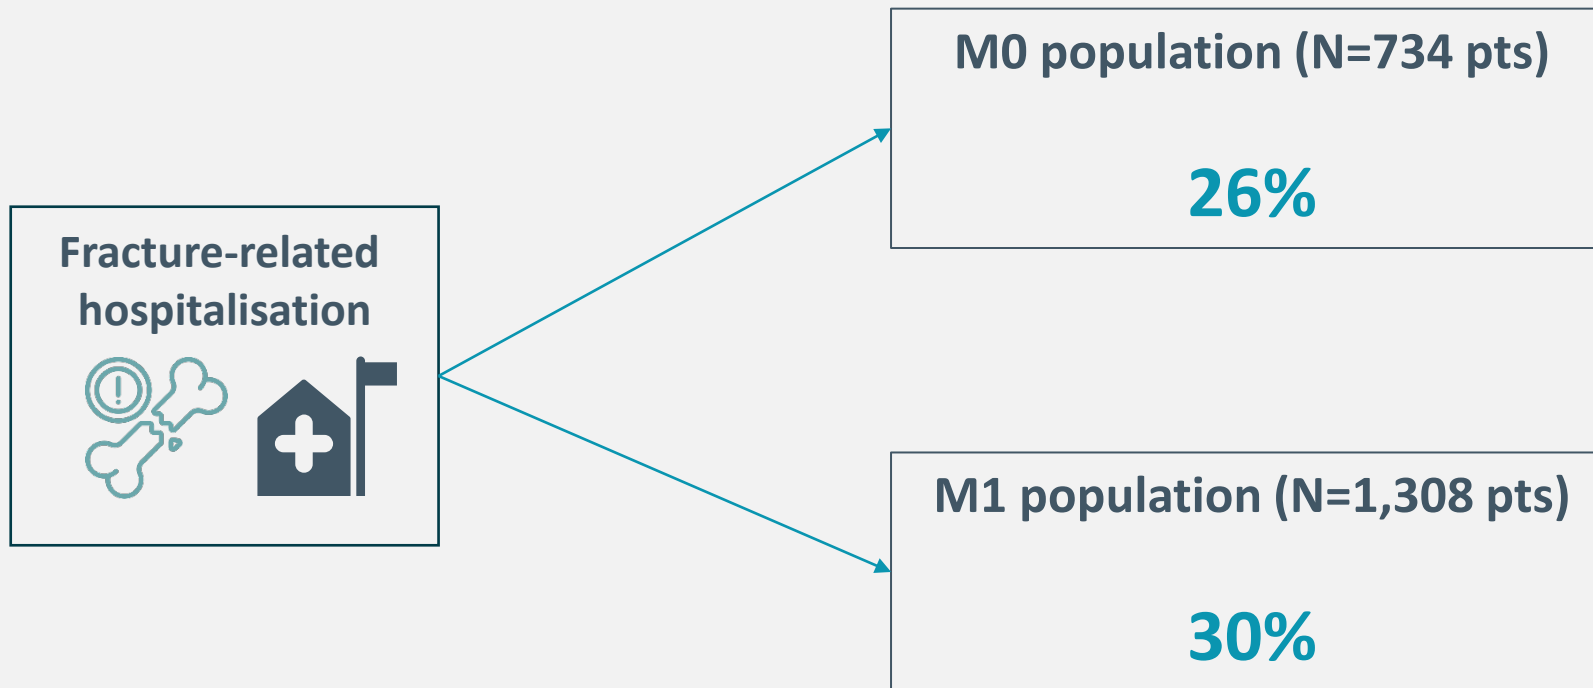 Fracture-related
hospitalisation
M0 population (N=734 pts)
26%
M1 population (N=1,308 pts)
30%